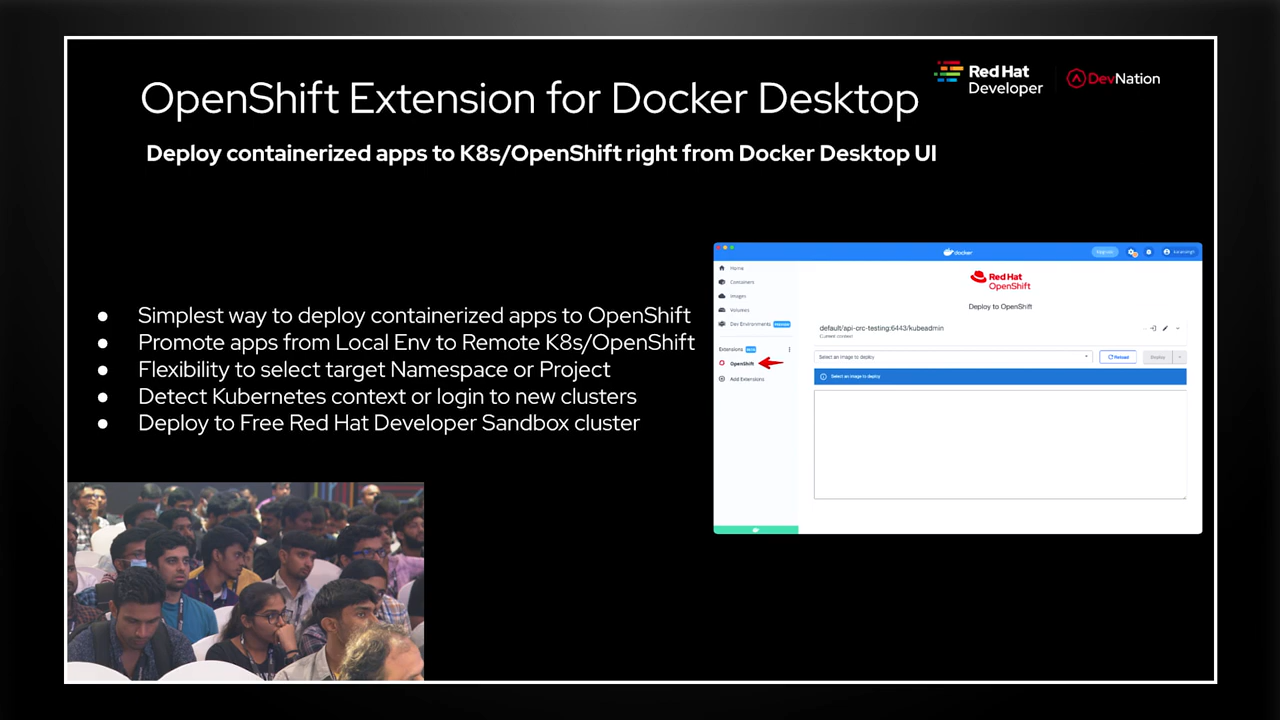 OpenShift Extension for Docker Desktop
Red Hat
Developer
DevNation
Deploy containerized apps to K8s/OpenShift right from Docker Desktop UI
● Simplest way to deploy containerized apps to OpenShift
● Promote apps from Local Env to Remote K8s/OpenShift
● Flexibility to select target Namespace or Project
● Detect Kubernetes context or login to new clusters
● Deploy to Free Red Hat Developer Sandbox cluster
docker
Home
Containers
Images
Volumes
Dev Environments
Extensions BETA
OpenShift
Add Extensions
Red Hat
OpenShift
Deploy to OpenShift
default/api-crc-testing:6443/kubeadmin
Current context
Select an image to deploy
Reload
Deploy
Select an image to deploy